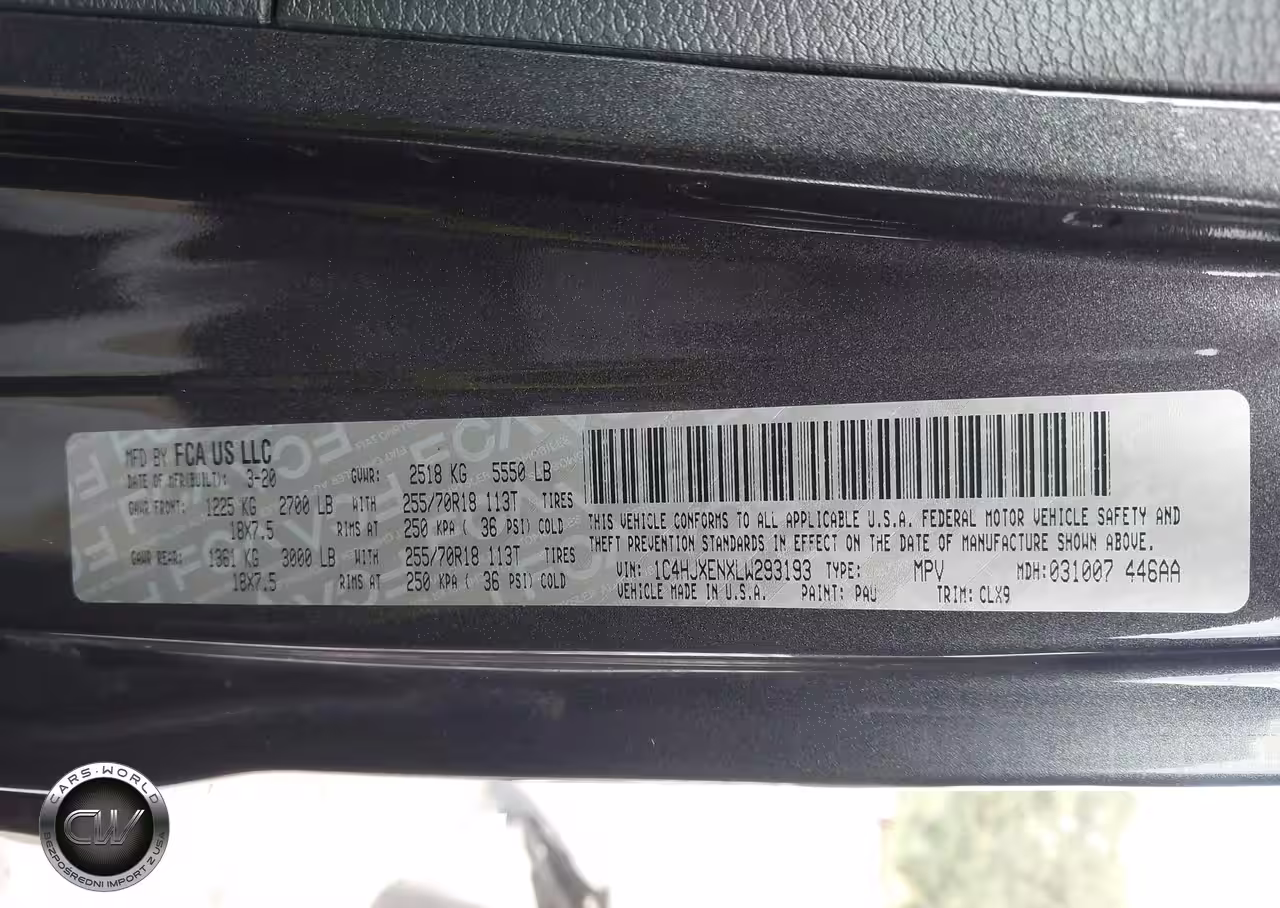 MFD BY FCA US LLC
DATE OF MFR(BUILT): 3-20 GVWR: 2518 KG 5550 LB
GAWR FRONT: 1225 KG 2700 LB WITH 255/70R18 113T TIRES
18X7.5 RIMS AT 250 KPA ( 36 PSI) COLD
GAWR REAR: 1361 KG 3000 LB WITH 255/70R18 113T TIRES
18X7.5 RIMS AT 250 KPA ( 36 PSI) COLD
THIS VEHICLE CONFORMS TO ALL APPLICABLE U.S.A. FEDERAL MOTOR VEHICLE SAFETY AND
THEFT PREVENTION STANDARDS IN EFFECT ON THE DATE OF MANUFACTURE SHOWN ABOVE.
VIN: 1C4HJXENXLW293193 TYPE: MPV MDH: 031007 446AA
VEHICLE MADE IN U.S.A. PAINT: PAU TRIM: CLX9
CARS-WORLD
CW
BEZPOŚREDNI IMPORT Z USA